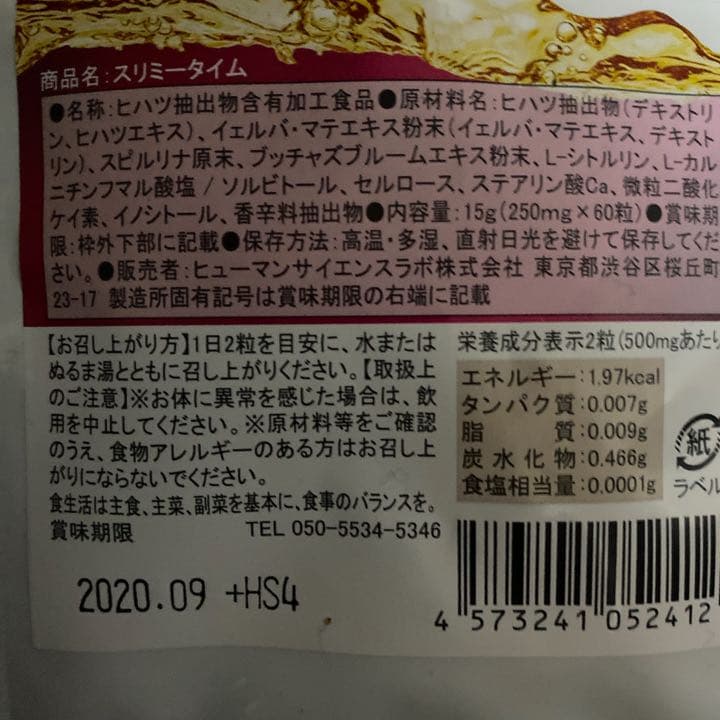 商品名：スリミータイム
●名称：ヒハツ抽出物含有加工食品●原材料名：ヒハツ抽出物（デキストリ
ン、ヒハツエキス）、イェルバ・マテエキス粉末（イェルバ・マテエキス、デキスト
リン）、スピルリナ原末、ブッチャズブルームエキス粉末、L-シトルリン、L-カル
ニチンフマル酸塩 / ソルビトール、セルロース、ステアリン酸Ca、微粒二酸化
ケイ素、イノシトール、香辛料抽出物●内容量：15g（250mg×60粒）●賞味期
限：枠外下部に記載●保存方法：高温・多湿、直射日光を避けて保存してくだ
さい。●販売者：ヒューマンサイエンスラボ株式会社 東京都渋谷区桜丘町
23-17 製造所固有記号は賞味期限の右端に記載
【お召し上がり方】1日2粒を目安に、水または
ぬるま湯とともに召し上がりください。【取扱上
のご注意】※お体に異常を感じた場合は、飲
用を中止してください。※原材料等をご確認
のうえ、食物アレルギーのある方はお召し上
がりにならないでください。
食生活は主食、主菜、副菜を基本に、食事のバランスを。
賞味期限 TEL 050-5534-5346
2020.09 +HS4
栄養成分表示2粒（500mgあたり
エネルギー：1.97kcal
タンパク質：0.007g
脂質：0.009g
炭水化物：0.466g
食塩相当量：0.0001g
紙
ラベル
4 573241 052412